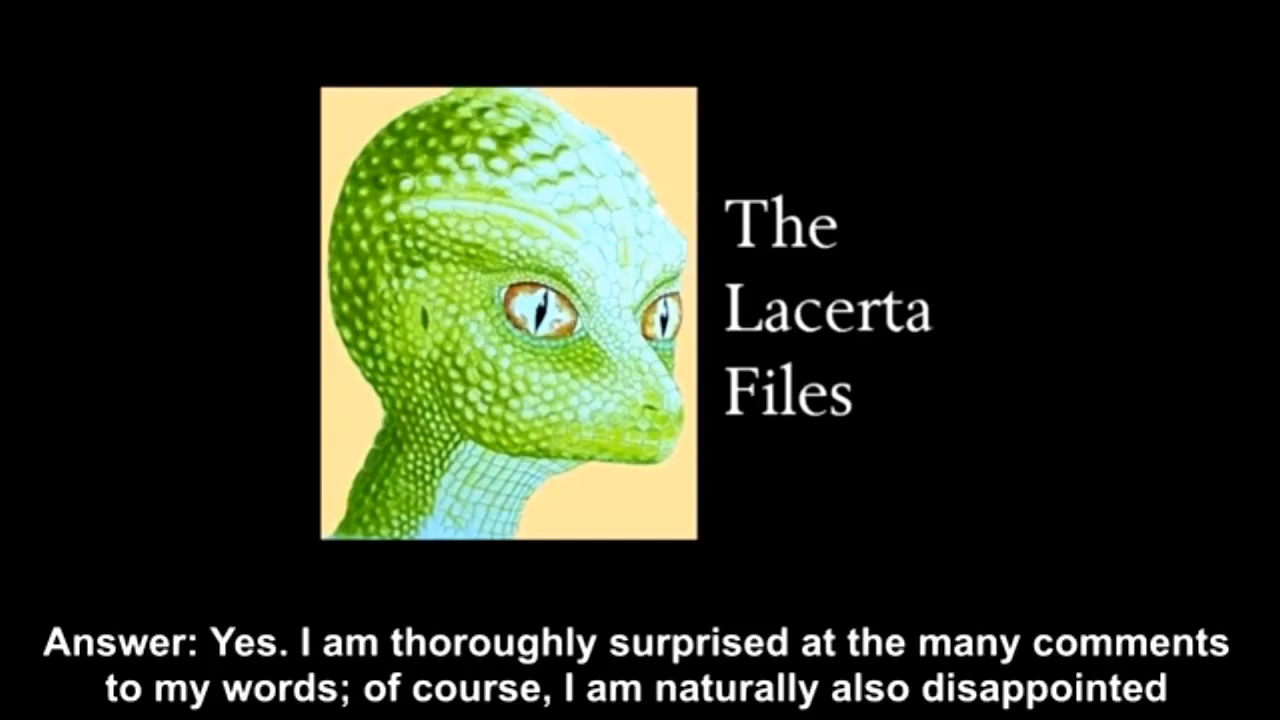 The
Lacerta
Files
Answer: Yes. I am thoroughly surprised at the many comments
to my words; of course, I am naturally also disappointed